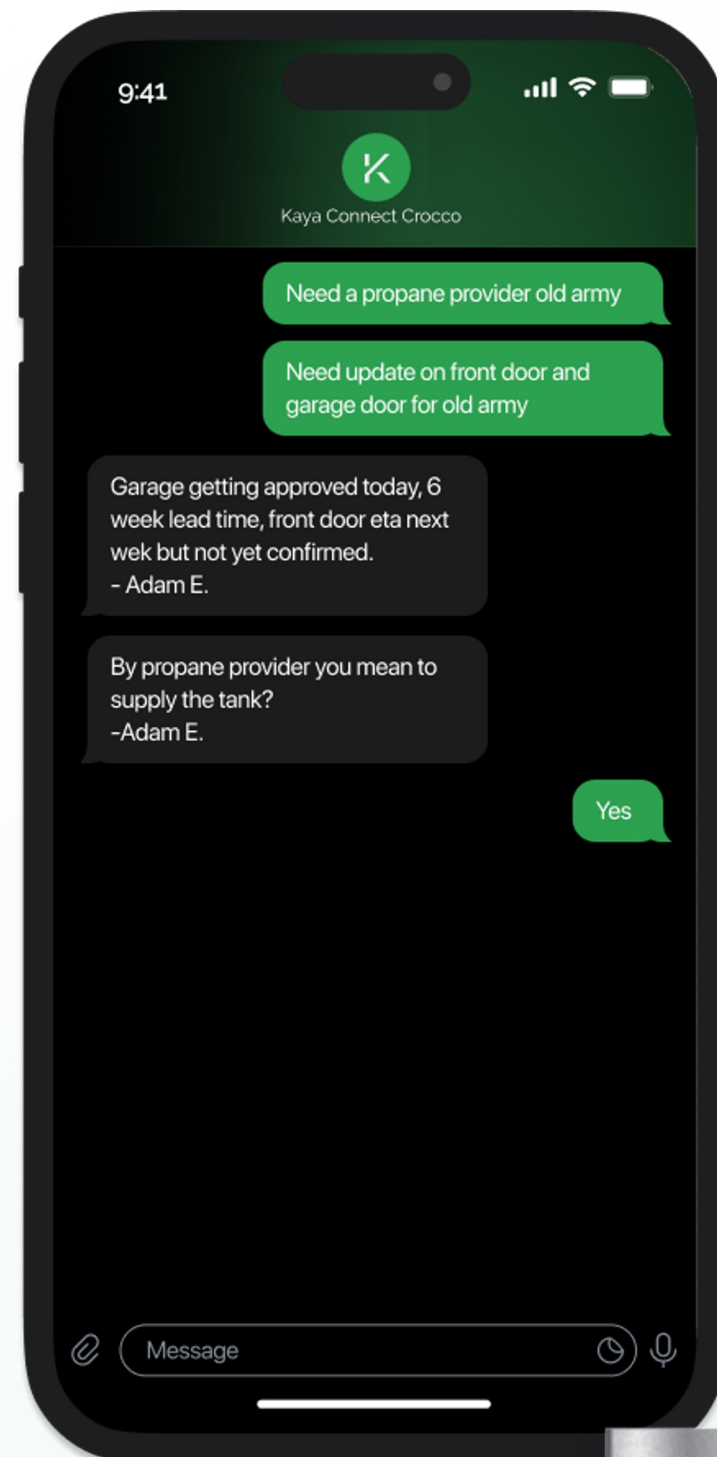 9:41
K
Kaya Connect Crocco
Need a propane provider old army
Need update on front door and
garage door for old army
Garage getting approved today, 6
week lead time, front door eta next
wek but not yet confirmed.
- Adam E.
By propane provider you mean to
supply the tank?
-Adam E.
Yes
Message